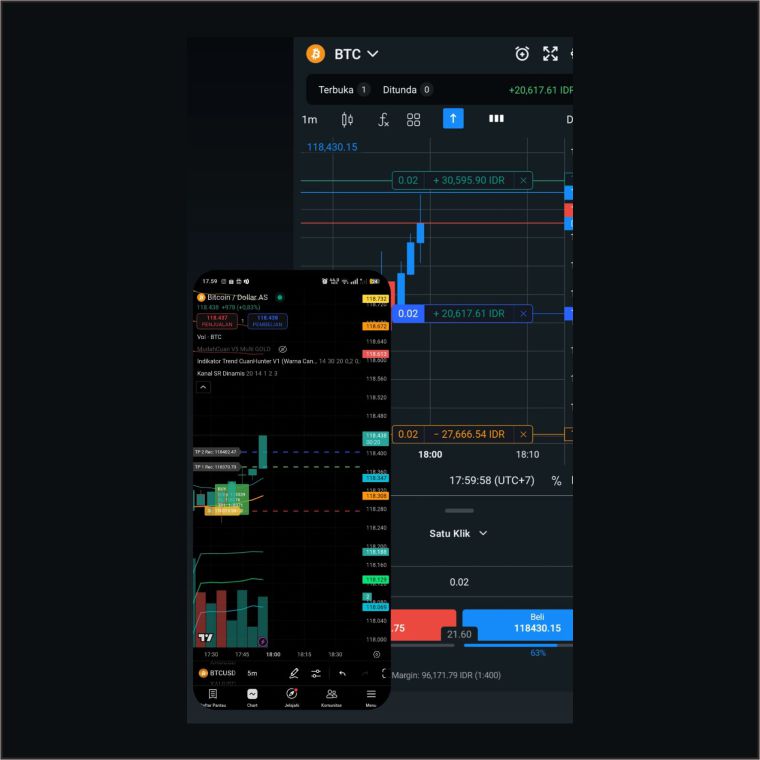 BTC
Terbuka 1 Ditunda 0 +20,617.61 IDR
1m
118,430.15
0.02 + 30,595.90 IDR ×
0.02 + 20,617.61 IDR ×
0.02 − 27,666.54 IDR ×
18:00 18:10
17:59:58 (UTC+7) %
Satu Klik
0.02
.75
21.60
Beli
118430.15
63%
Margin: 96,171.79 IDR (1:400)
17.59
Bitcoin / Dollar AS
118.438 +979 (+0,83%)
118.437
PENJUALAN
1
118.438
PEMBELIAN
Vol · BTC
MudahCuan V5 Multi GOLD
Indikator Trend CuanHunter V1 (Warna Can... 14 30 20 0,2 0,
Kanal SR Dinamis 20 14 1 2 3
TP 2 Rec: 118402.47
TP 1 Rec: 118370.73
118.732
118.720
118.672
118.640
118.613
118.600
118.560
118.520
118.480
118.438
00:20
118.400
118.360
118.347
118.308
118.280
118.240
118.200
118.188
118.160
118.129
118.080
2
118.069
118.040
118.000
17:30 17:45 18:00 18:15 18:30
BTCUSD 5m
XAUUSD
Daftar Pantau
Chart
Jelajahi
Komunitas
Menu